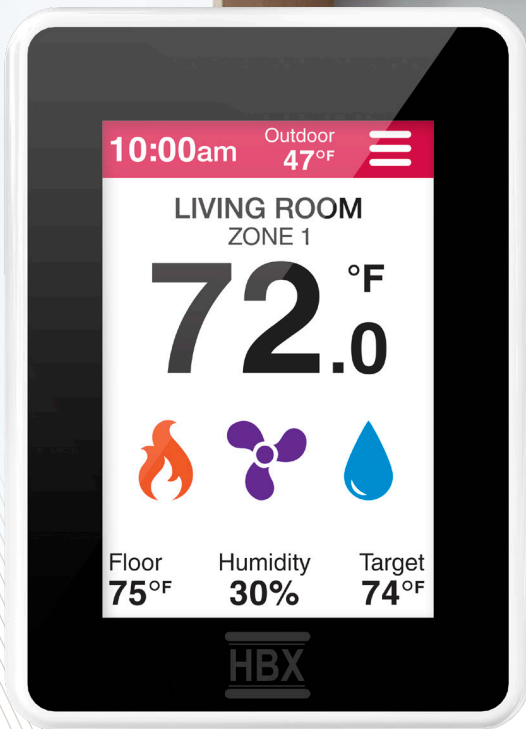 10:00am
Outdoor
47°F
LIVING ROOM
ZONE 1
72.0 °F
Floor
75°F
Humidity
30%
Target
74°F
HBX